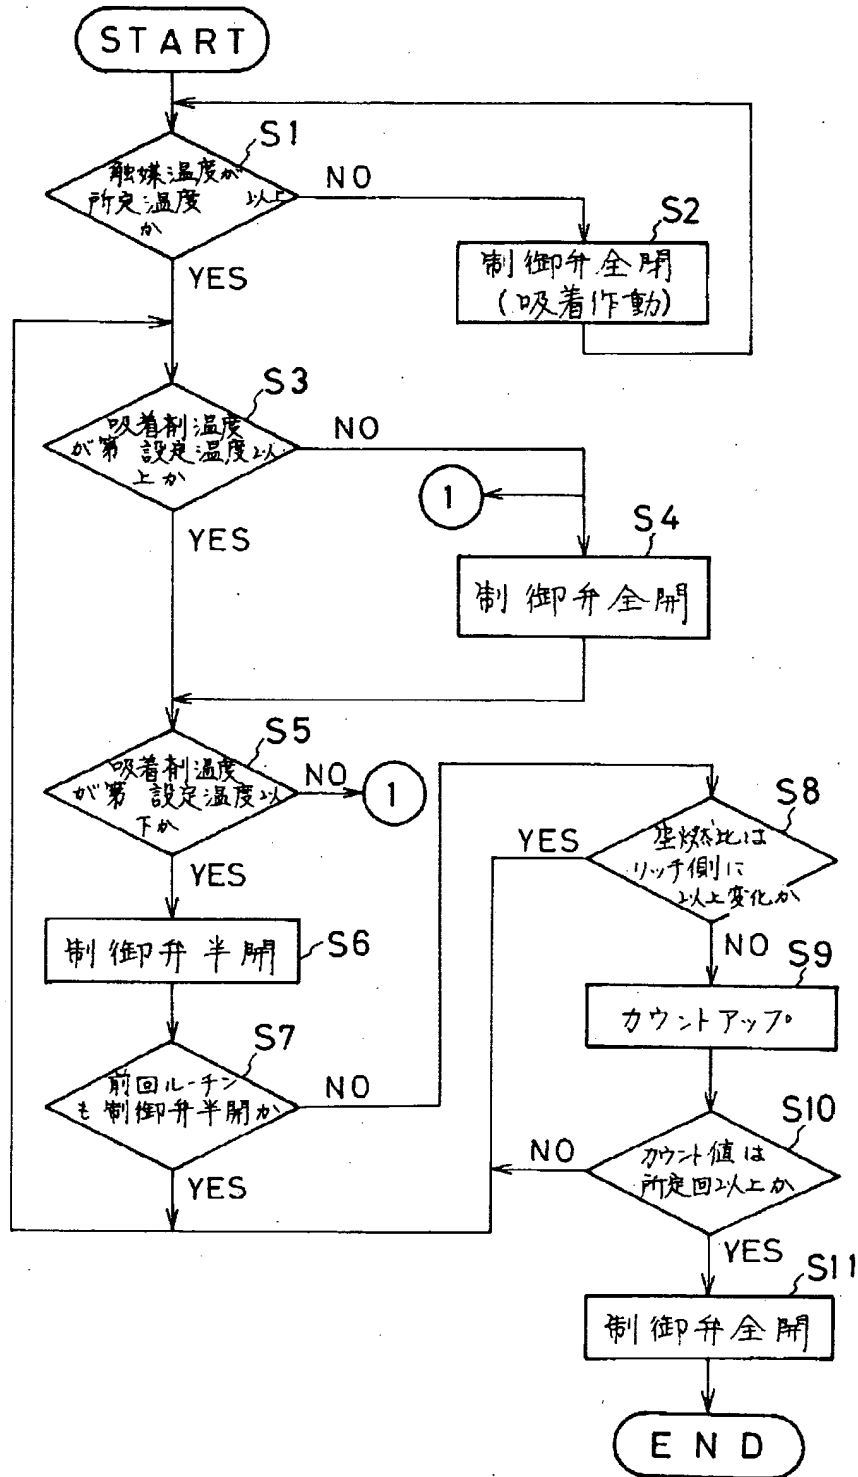 START
S1
触媒温度が
所定温度 以上
か
NO
YES
S2
制御弁全閉
(吸着作動)
S3
吸着剤温度
が第 設定温度以
上か
NO
YES
1
S4
制御弁全開
S5
吸着剤温度
が第 設定温度以
下か
NO
1
YES
制御弁半開
S6
S7
前回ルーチン
も制御弁半開か
NO
YES
S8
空燃比は
リッチ側に
以上変化か
YES
NO
S9
カウントアップ
S10
カウント値は
所定回以上か
NO
YES
S11
制御弁全開
END